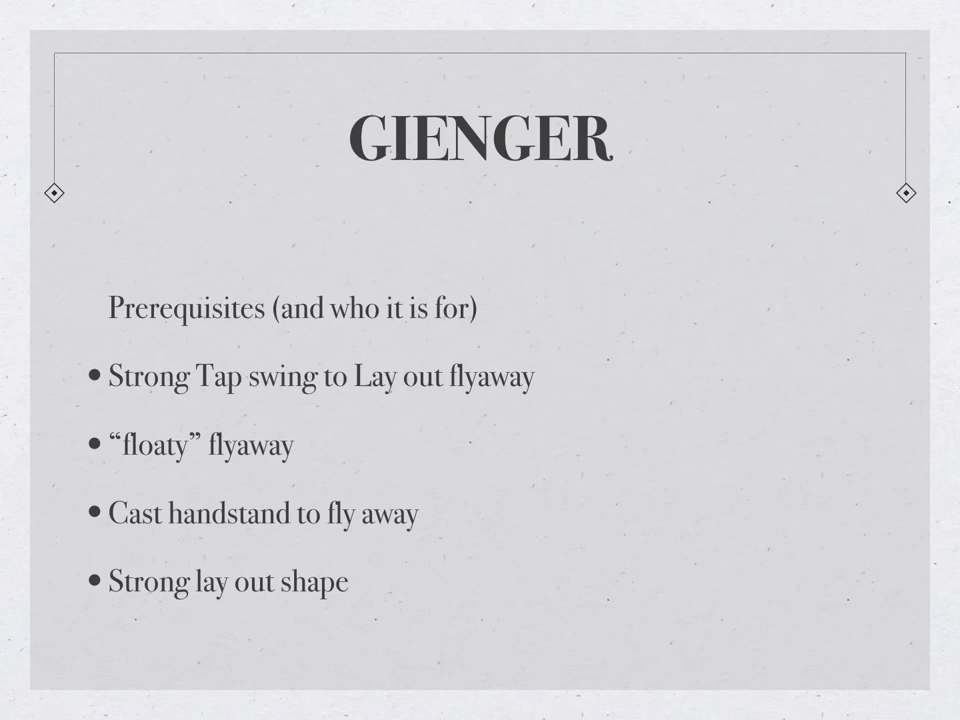 GIENGER
Prerequisites (and who it is for)
• Strong Tap swing to Lay out flyaway
• “floaty” flyaway
• Cast handstand to fly away
• Strong lay out shape